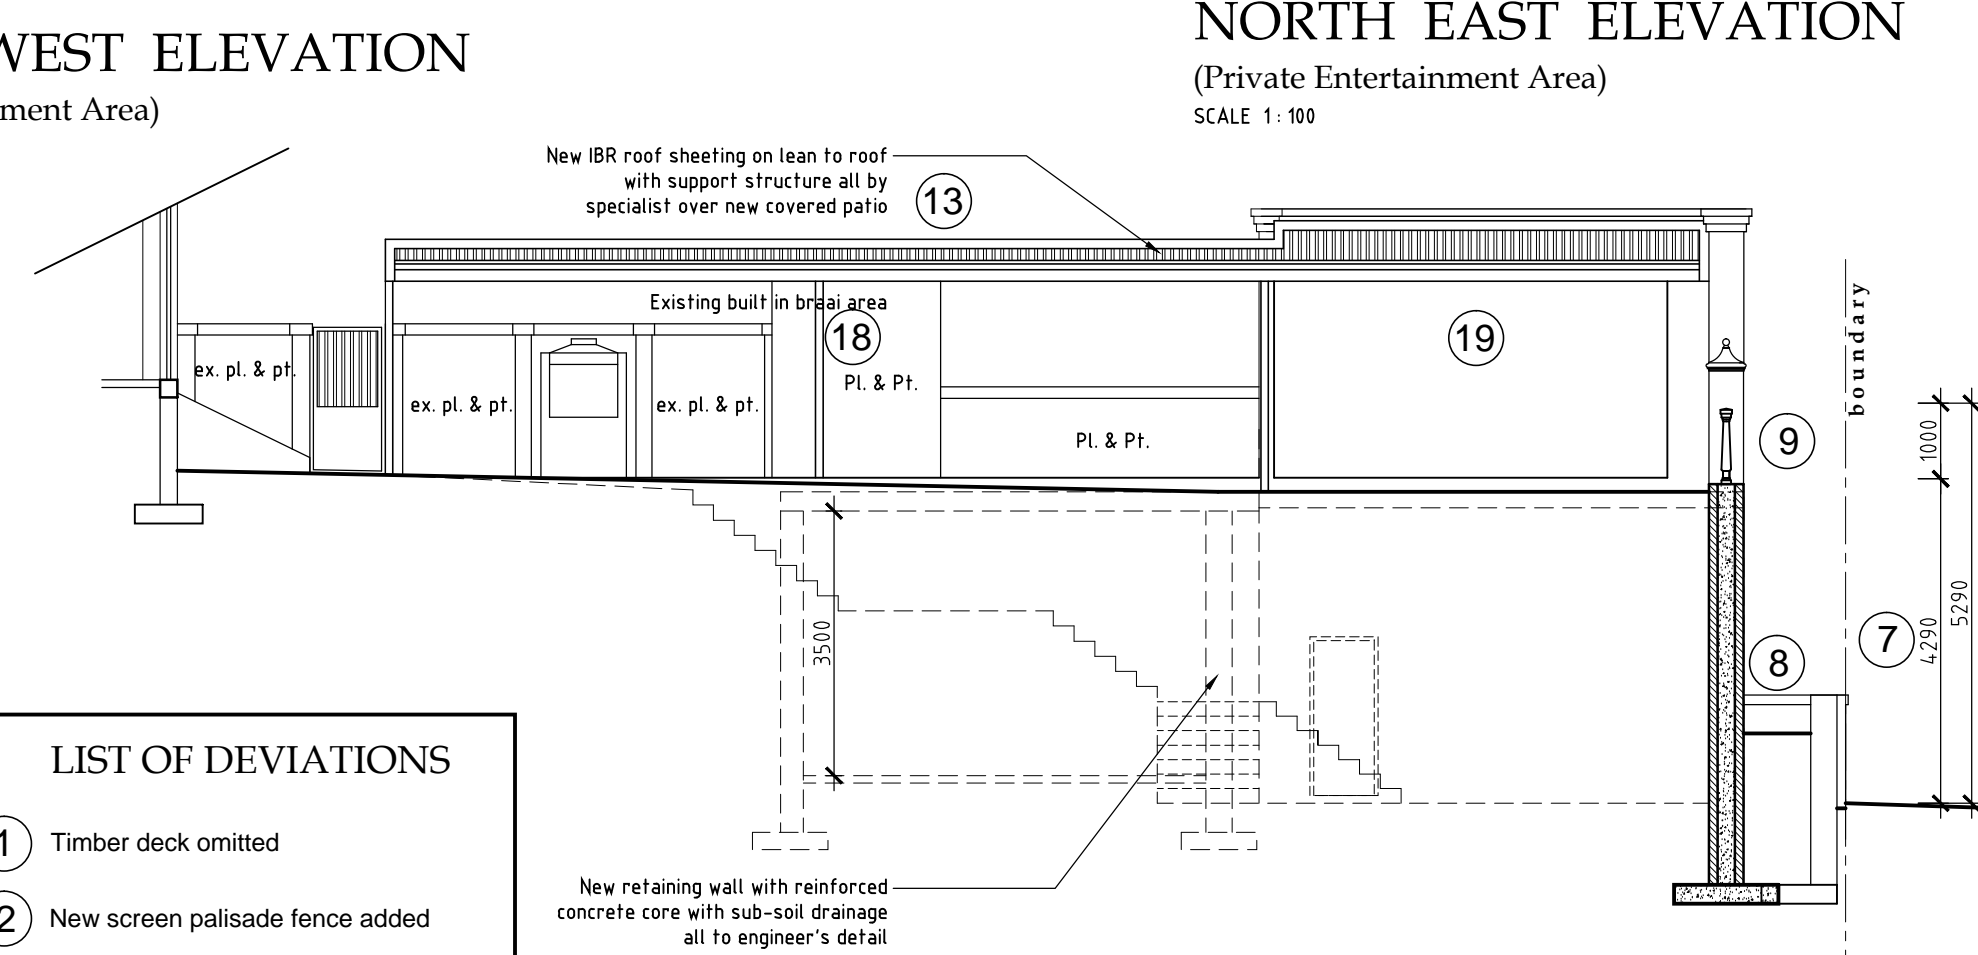 WEST ELEVATION
ment Area)
NORTH EAST ELEVATION
(Private Entertainment Area)
SCALE 1: 100
New IBR roof sheeting on lean to roof
with support structure all by
specialist over new covered patio
13
Existing built in braai area
18
19
ex. pl. & pt.
ex. pl. & pt.
ex. pl. & pt.
Pl. & Pt.
Pl. & Pt.
boundary
9
1000
5290
4290
7
8
3500
New retaining wall with reinforced
concrete core with sub-soil drainage
all to engineer's detail
LIST OF DEVIATIONS
1 Timber deck omitted
2 New screen palisade fence added